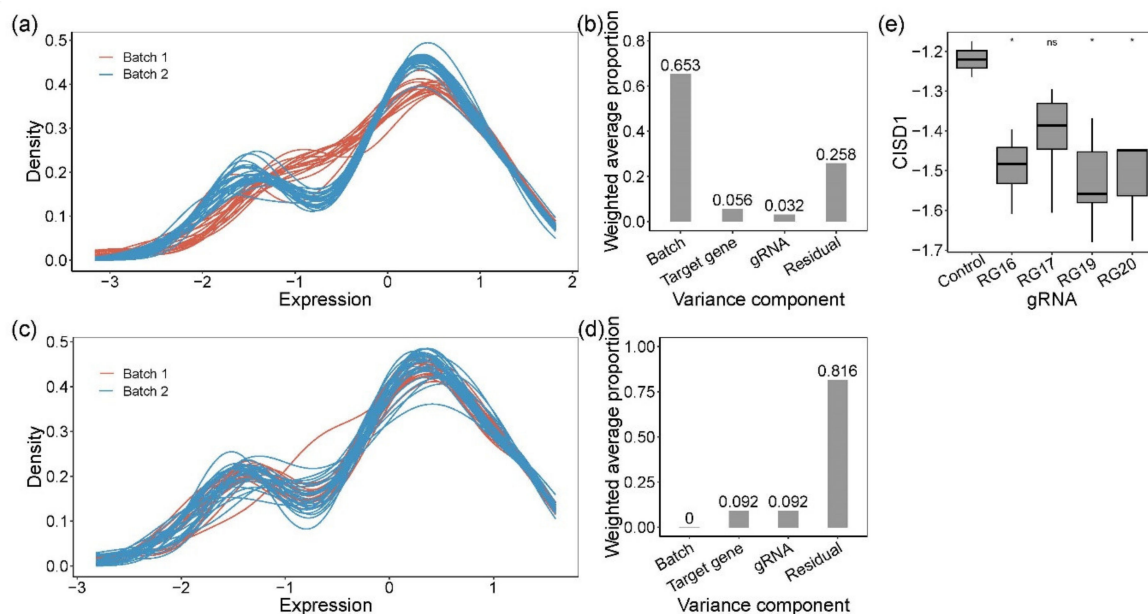 (a)
0.5
0.4
0.3
0.2
0.1
0.0
Density
Batch 1
Batch 2
−3
−2
−1
0
1
2
Expression
(b)
0.8
0.6
0.4
0.2
0.0
Weighted average proportion
0.653
0.056
0.032
0.258
Batch
Target gene
gRNA
Residual
Variance component
(e)
−1.2
−1.3
−1.4
−1.5
−1.6
−1.7
CISD1
*
ns
*
*
Control
RG16
RG17
RG19
RG20
gRNA
(c)
0.5
0.4
0.3
0.2
0.1
0.0
Density
Batch 1
Batch 2
−3
−2
−1
0
1
Expression
(d)
1.00
0.75
0.50
0.25
0.00
Weighted average proportion
0
0.092
0.092
0.816
Batch
Target gene
gRNA
Residual
Variance component